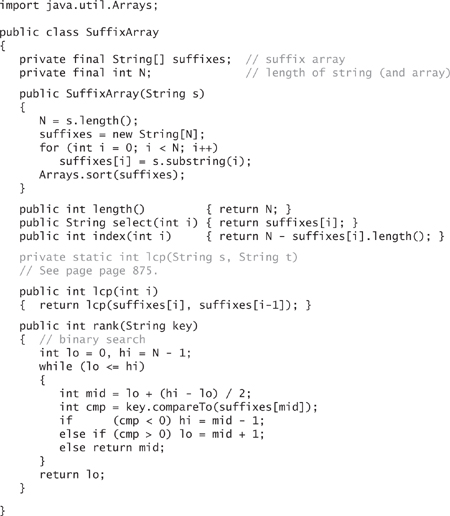 import java.util.Arrays;
public class SuffixArray
{
   private final String[] suffixes;  // suffix array
   private final int N;              // length of string (and array)
   public SuffixArray(String s)
   {
      N = s.length();
      suffixes = new String[N];
      for (int i = 0; i < N; i++)
         suffixes[i] = s.substring(i);
      Arrays.sort(suffixes);
   }
   public int length()         { return N; }
   public String select(int i) { return suffixes[i]; }
   public int index(int i)     { return N - suffixes[i].length(); }
   private static int lcp(String s, String t)
   // See page page 875.
   public int lcp(int i)
   {  return lcp(suffixes[i], suffixes[i-1]); }
   public int rank(String key)
   {  // binary search
      int lo = 0, hi = N - 1;
      while (lo <= hi)
      {
         int mid = lo + (hi - lo) / 2;
         int cmp = key.compareTo(suffixes[mid]);
         if      (cmp < 0) hi = mid - 1;
         else if (cmp > 0) lo = mid + 1;
         else return mid;
      }
      return lo;
   }
}